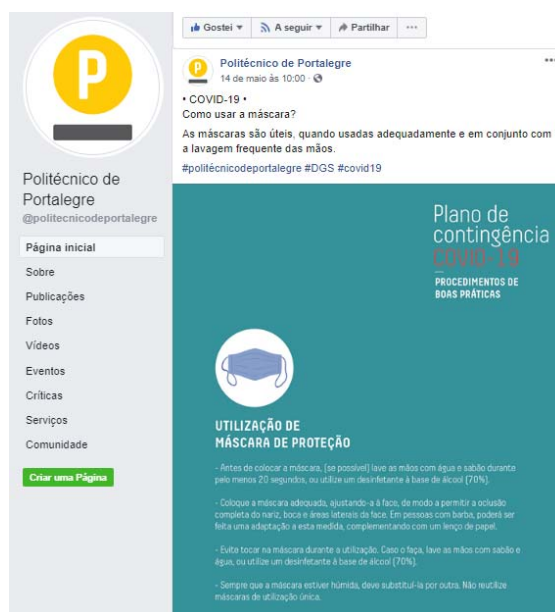 P
Politécnico de
Portalegre
@politecnicodeportalegre
Página inicial
Sobre
Publicações
Fotos
Vídeos
Eventos
Críticas
Serviços
Comunidade
Criar uma Página
Gostei
A seguir
Partilhar
P
Politécnico de Portalegre
14 de maio às 10:00 ·
• COVID-19 •
Como usar a máscara?
As máscaras são úteis, quando usadas adequadamente e em conjunto com
a lavagem frequente das mãos.
#politécnicodeportalegre #DGS #covid19
Plano de
contingência
COVID-19
PROCEDIMENTOS DE
BOAS PRÁTICAS
UTILIZAÇÃO DE
MÁSCARA DE PROTEÇÃO
- Antes de colocar a máscara, (se possível) lave as mãos com água e sabão durante
pelo menos 20 segundos, ou utilize um desinfetante à base de álcool (70%).
- Coloque a máscara adequada, ajustando-a à face, de modo a permitir a oclusão
completa do nariz, boca e áreas laterais da face. Em pessoas com barba, poderá ser
feita uma adaptação a esta medida, complementando com um lenço de papel.
- Evite tocar na máscara durante a utilização. Caso o faça, lave as mãos com sabão e
água, ou utilize um desinfetante à base de álcool (70%).
- Sempre que a máscara estiver húmida, deve substituí-la por outra. Não reutilize
máscaras de utilização única.